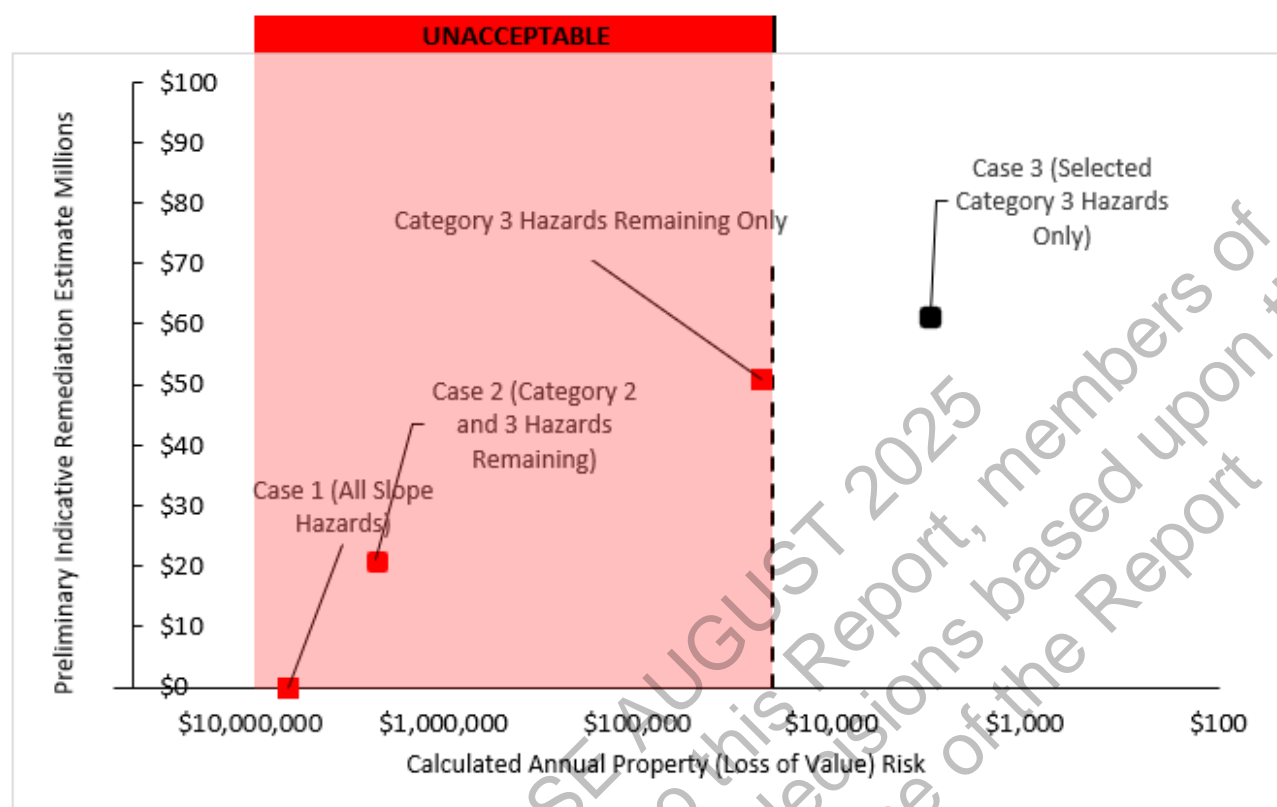 UNACCEPTABLE
Preliminary Indicative Remediation Estimate Millions
$100
$90
$80
$70
$60
$50
$40
$30
$20
$10
$0
Case 3 (Selected
Category 3 Hazards
Only)
Category 3 Hazards Remaining Only
Case 2 (Category 2
and 3 Hazards
Remaining)
Case 1 (All Slope
Hazards)
$10,000,000 $1,000,000 $100,000 $10,000 $1,000 $100
Calculated Annual Property (Loss of Value) Risk
AUGUST 2025
this Report, members of
decisions based upon
of the Report